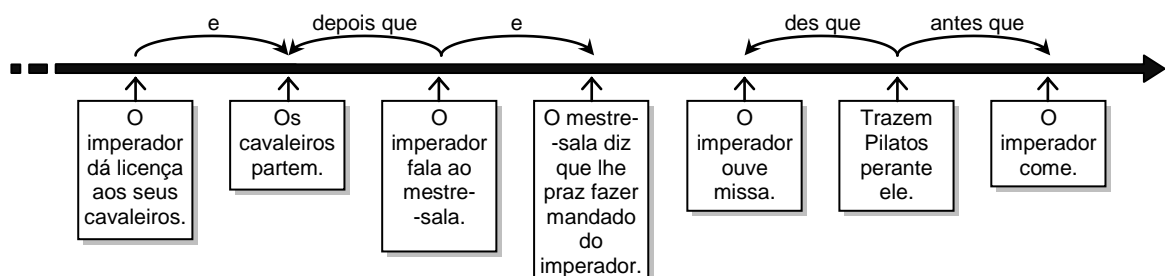 e
depois que
e
des que
antes que
O
imperador
dá licença
aos seus
cavaleiros.
Os
cavaleiros
partem.
O
imperador
fala ao
mestre-
-sala.
O mestre-
-sala diz
que lhe
praz fazer
mandado
do
imperador.
O
imperador
ouve
missa.
Trazem
Pilatos
perante
ele.
O
imperador
come.